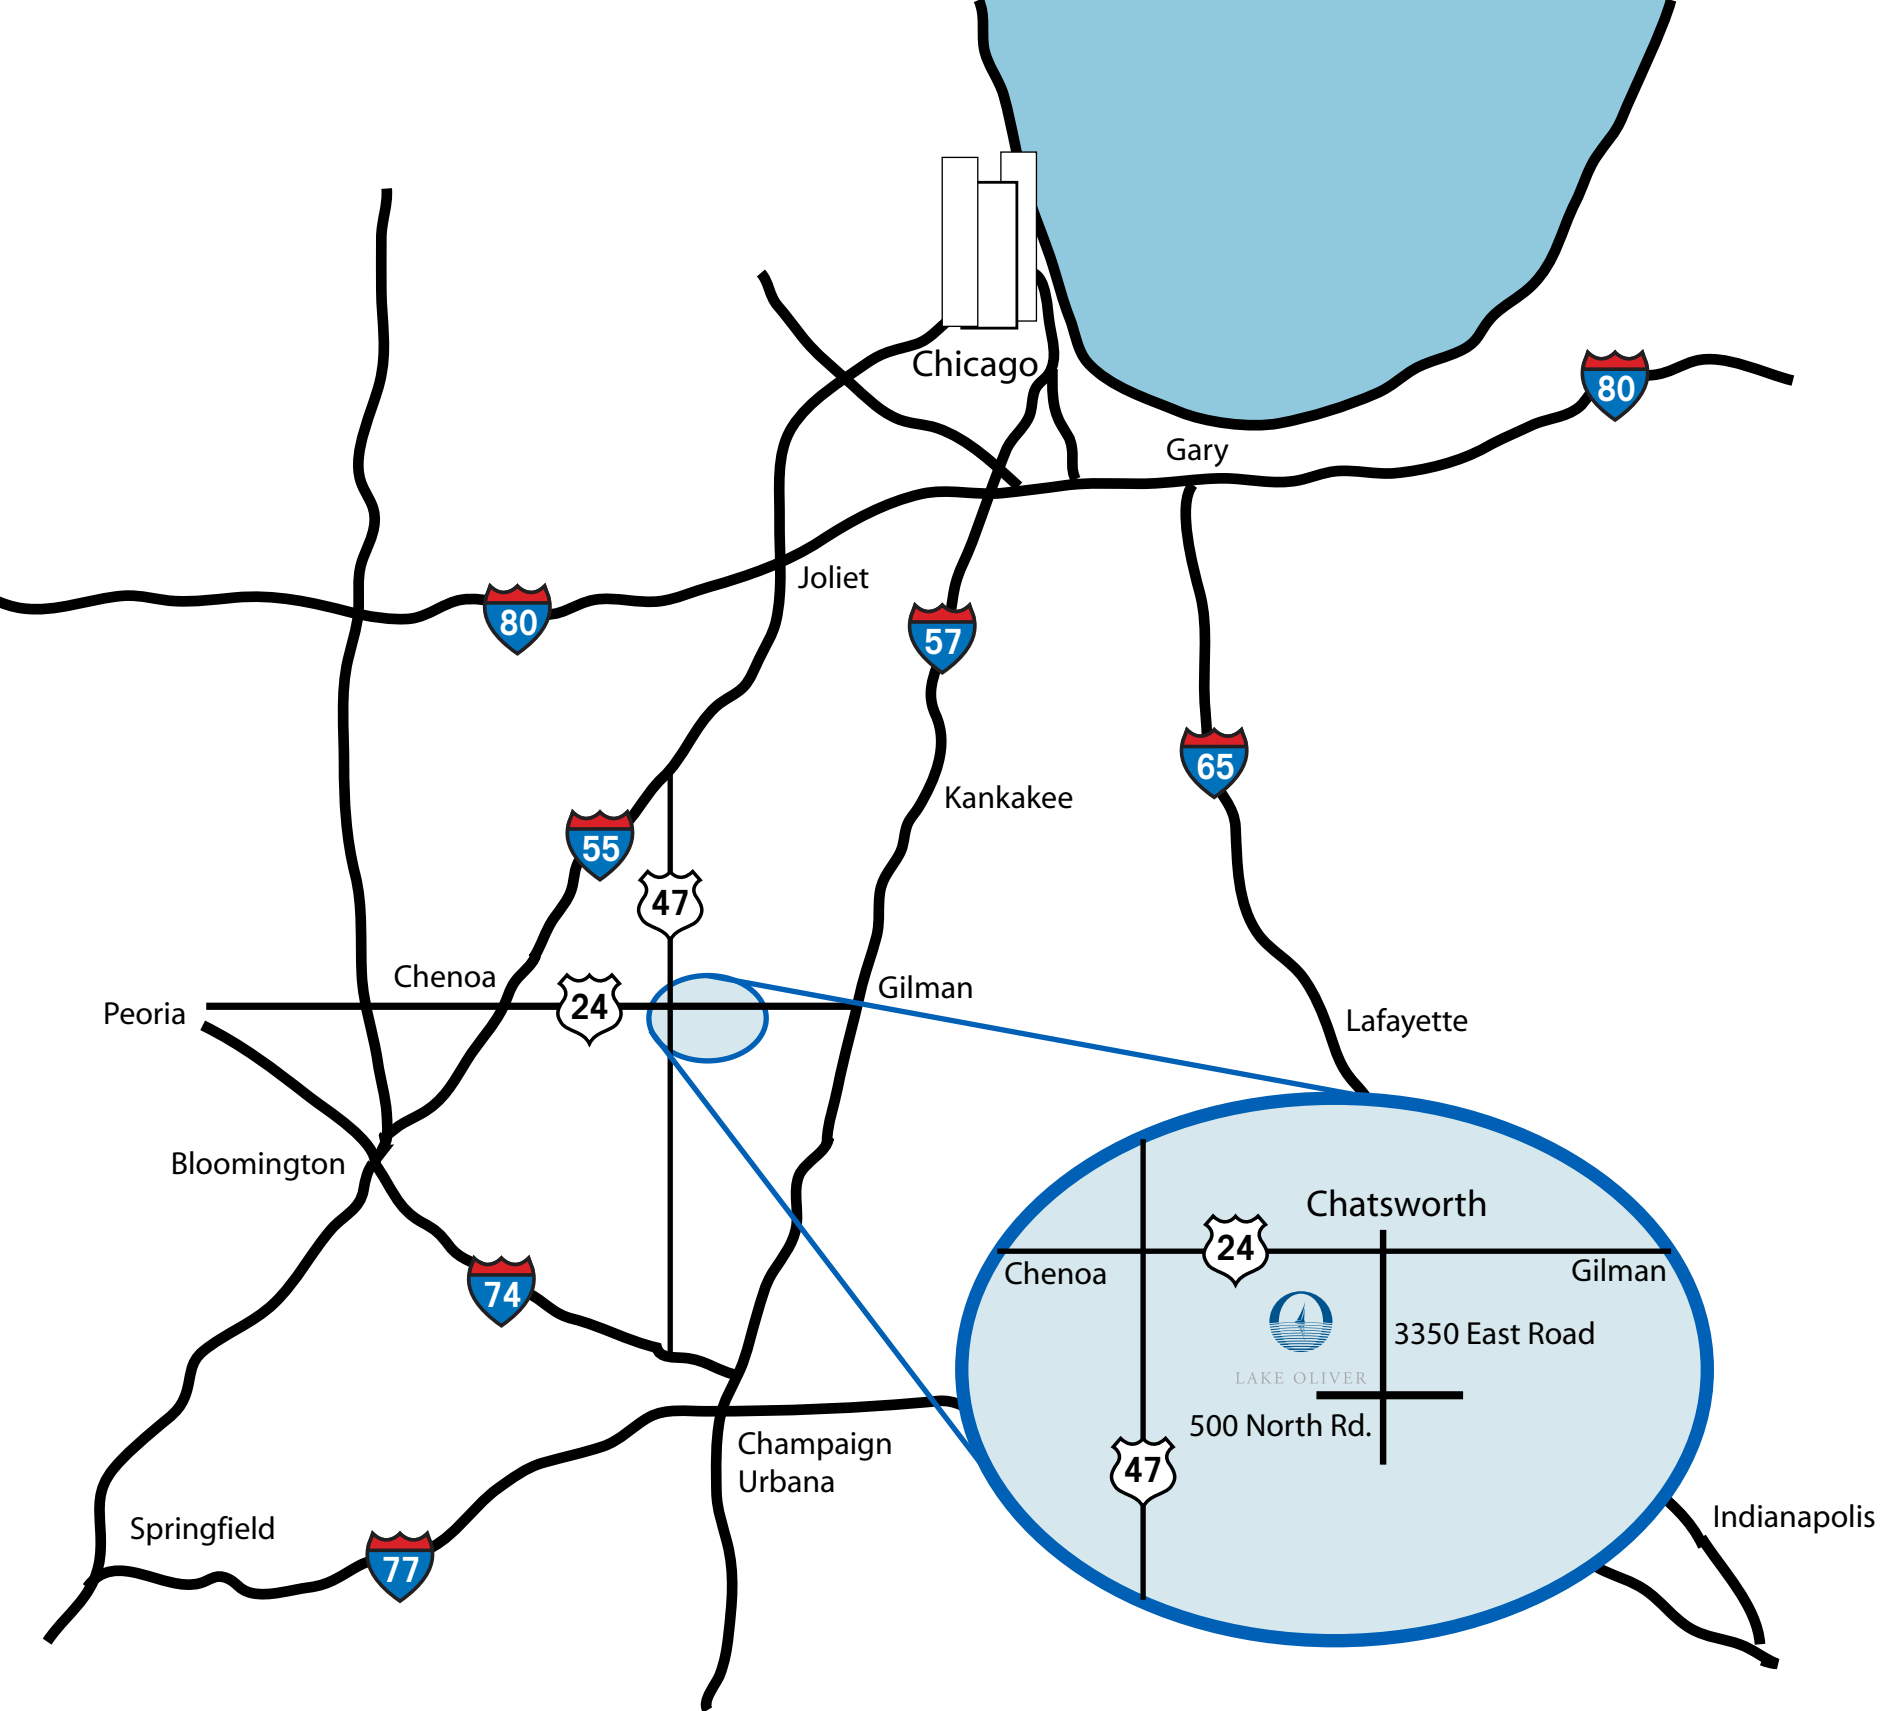 Chicago
80
Gary
Joliet
80
57
65
Kankakee
55
47
Chenoa
Gilman
Peoria
24
Lafayette
Bloomington
Chatsworth
24
Chenoa
Gilman
74
3350 East Road
LAKE OLIVER
500 North Rd.
Champaign
Urbana
47
Springfield
Indianapolis
77